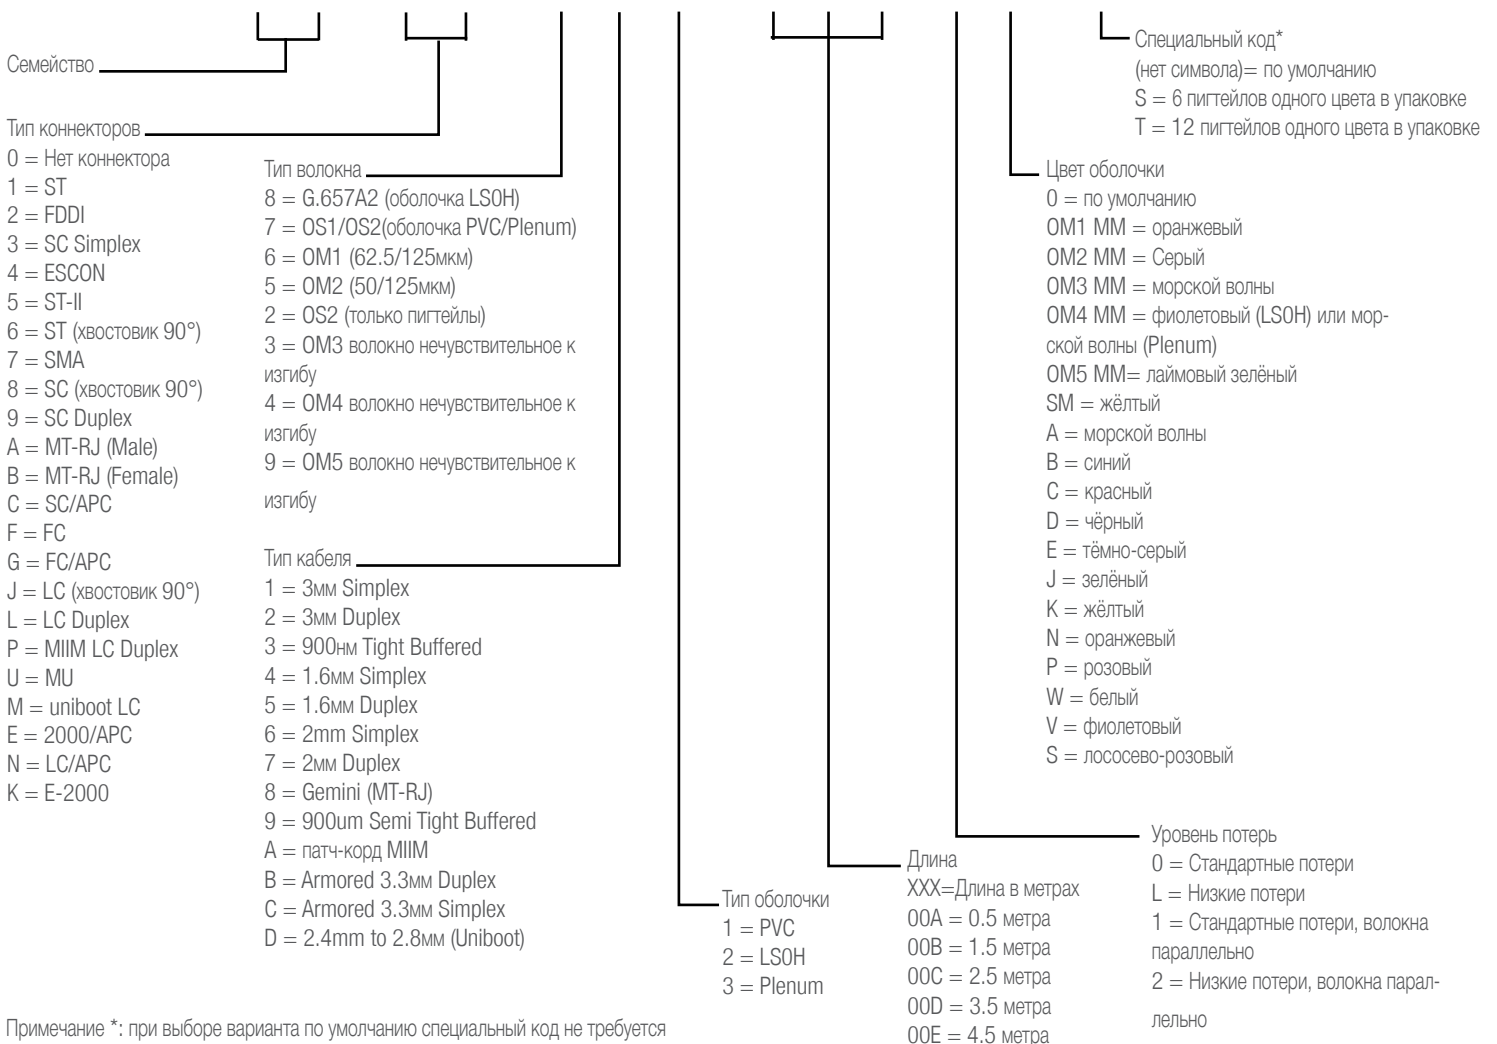 Семейство
Тип коннекторов
0 = Нет коннектора
1 = ST
2 = FDDI
3 = SC Simplex
4 = ESCON
5 = ST-II
6 = ST (хвостовик 90°)
7 = SMA
8 = SC (хвостовик 90°)
9 = SC Duplex
A = MT-RJ (Male)
B = MT-RJ (Female)
C = SC/APC
F = FC
G = FC/APC
J = LC (хвостовик 90°)
L = LC Duplex
P = MIIM LC Duplex
U = MU
M = uniboot LC
E = 2000/APC
N = LC/APC
K = E-2000
Тип волокна
8 = G.657A2 (оболочка LS0H)
7 = OS1/OS2(оболочка PVC/Plenum)
6 = OM1 (62.5/125мкм)
5 = OM2 (50/125мкм)
2 = OS2 (только пигтейлы)
3 = OM3 волокно нечувствительное к
изгибу
4 = OM4 волокно нечувствительное к
изгибу
9 = OM5 волокно нечувствительное к
изгибу
Тип кабеля
1 = 3мм Simplex
2 = 3мм Duplex
3 = 900нм Tight Buffered
4 = 1.6мм Simplex
5 = 1.6мм Duplex
6 = 2mm Simplex
7 = 2мм Duplex
8 = Gemini (MT-RJ)
9 = 900um Semi Tight Buffered
A = патч-корд MIIM
B = Armored 3.3мм Duplex
C = Armored 3.3мм Simplex
D = 2.4mm to 2.8мм (Uniboot)
Тип оболочки
1 = PVC
2 = LS0H
3 = Plenum
Длина
XXX=Длина в метрах
00A = 0.5 метра
00B = 1.5 метра
00C = 2.5 метра
00D = 3.5 метра
00E = 4.5 метра
Уровень потерь
0 = Стандартные потери
L = Низкие потери
1 = Стандартные потери, волокна
параллельно
2 = Низкие потери, волокна парал-
лельно
Цвет оболочки
0 = по умолчанию
OM1 MM = оранжевый
OM2 MM = Серый
OM3 MM = морской волны
OM4 MM = фиолетовый (LS0H) или мор-
ской волны (Plenum)
OM5 MM= лаймовый зелёный
SM = жёлтый
A = морской волны
B = синий
C = красный
D = чёрный
E = тёмно-серый
J = зелёный
K = жёлтый
N = оранжевый
P = розовый
W = белый
V = фиолетовый
S = лососево-розовый
Специальный код*
(нет символа)= по умолчанию
S = 6 пигтейлов одного цвета в упаковке
T = 12 пигтейлов одного цвета в упаковке
Примечание *: при выборе варианта по умолчанию специальный код не требуется